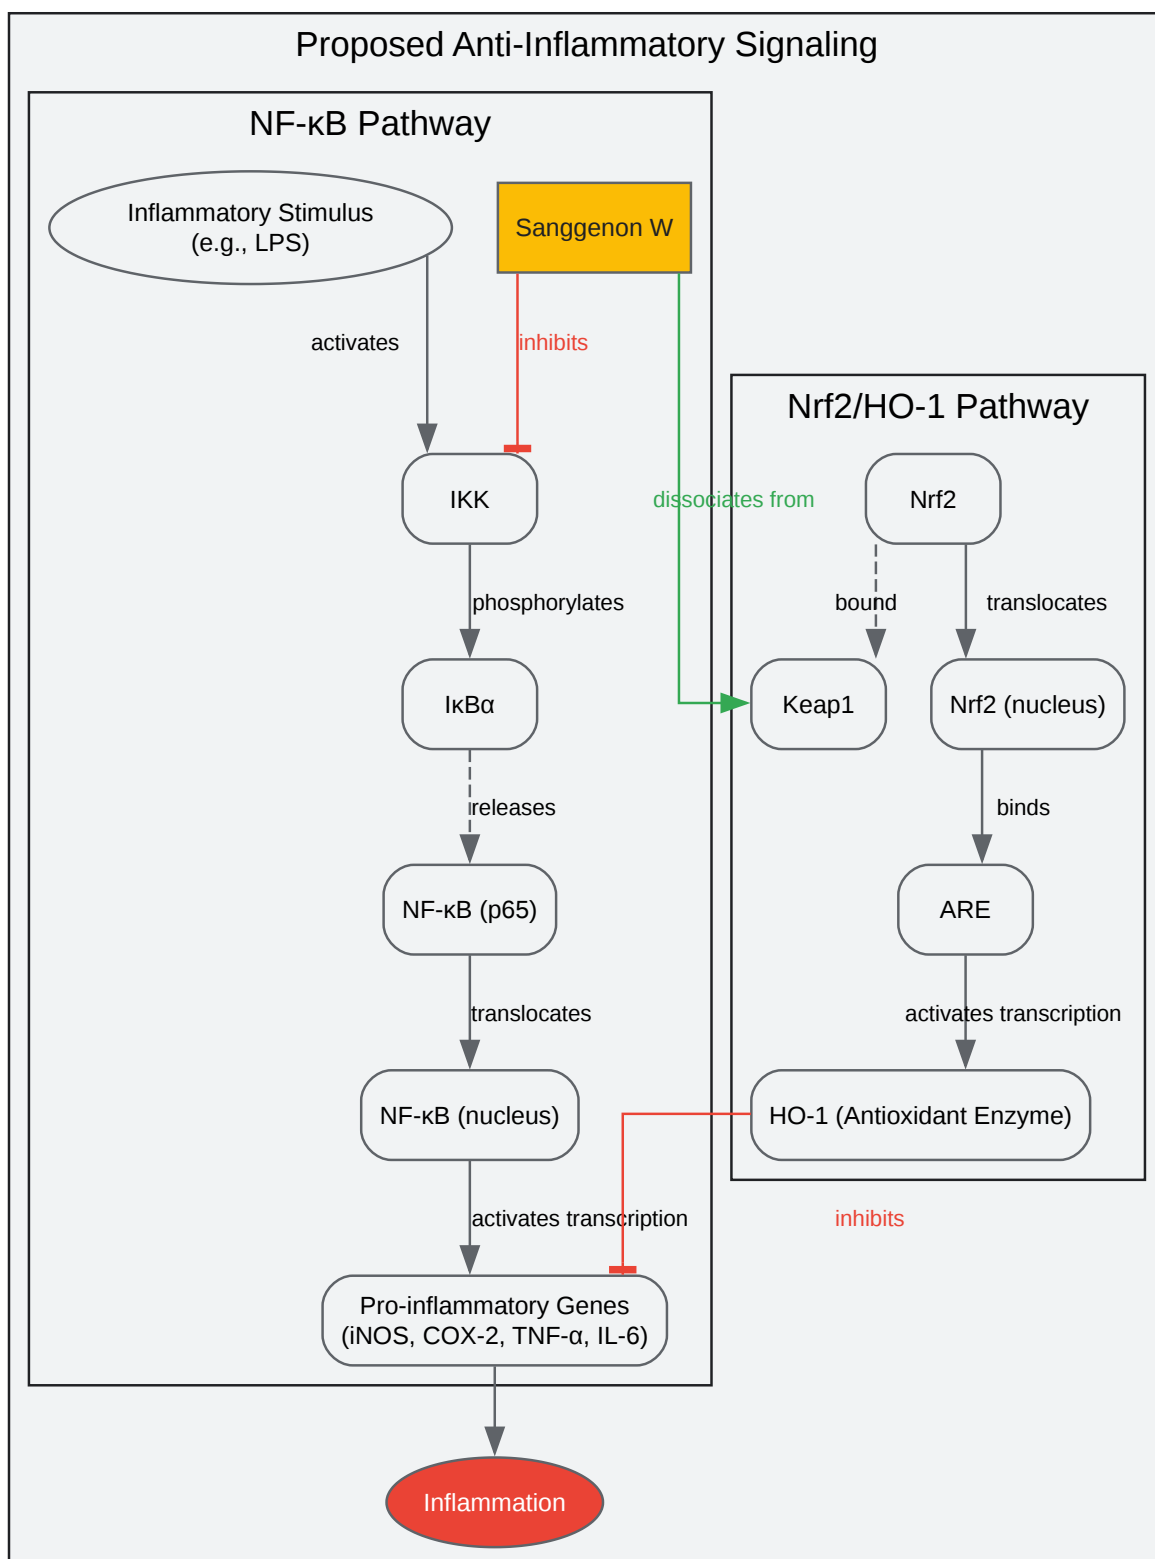 Proposed Anti-Inflammatory Signaling
NF-κB Pathway
Inflammatory Stimulus
(e.g., LPS)
Sanggenon W
activates
inhibits
Nrf2/HO-1 Pathway
IKK
dissociates from
Nrf2
phosphorylates
bound
translocates
IκBα
Keap1
Nrf2 (nucleus)
releases
binds
NF-κB (p65)
ARE
translocates
activates transcription
NF-κB (nucleus)
HO-1 (Antioxidant Enzyme)
activates transcription
inhibits
Pro-inflammatory Genes
(iNOS, COX-2, TNF-α, IL-6)
Inflammation